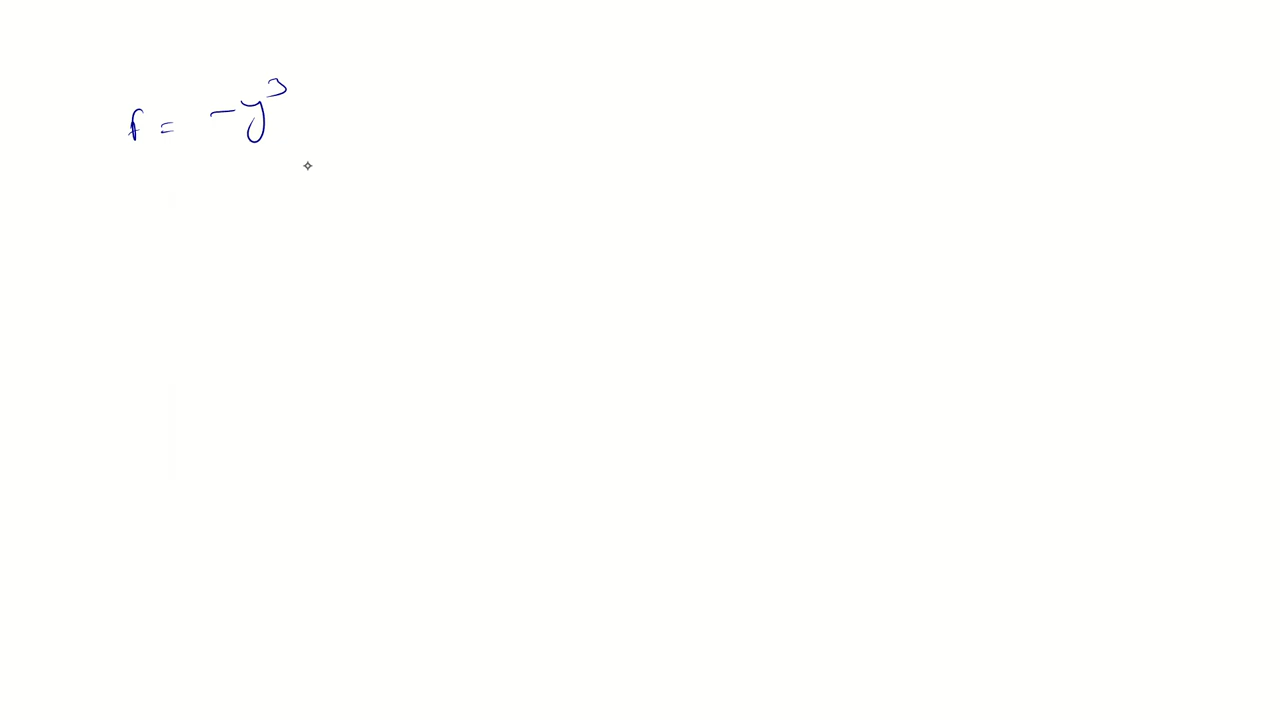 f = -y³